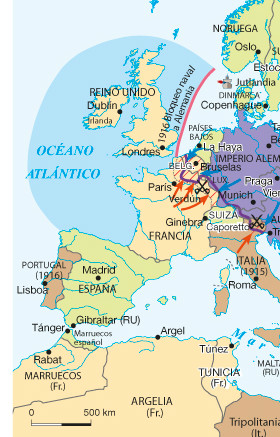 NORUEGA
Oslo
Estoc
Jutlandia
DINAMARCA
Copenhague
1916 Bloqueo naval
a Alemania
REINO UNIDO
Dublín
Irlanda
Londres
PAÍSES
BAJOS
La Haya
BELG.
Bruselas
IMPERIO ALEM
LUX.
Praga
Vien
OCÉANO
ATLÁNTICO
París
Verdún
Munich
Ginebra
SUIZA
Caporetto
FRANCIA
ITALIA
(1915)
Roma
PORTUGAL
(1916)
Lisboa
Madrid
ESPAÑA
Gibraltar (RU)
Tánger
Marruecos
español
Argel
Túnez
Mar
MALTA
(RU)
Rabat
MARRUECOS
(Fr.)
TUNICIA
(Fr.)
ARGELIA
(Fr.)
Tripolitania
(It.)
0 500 km